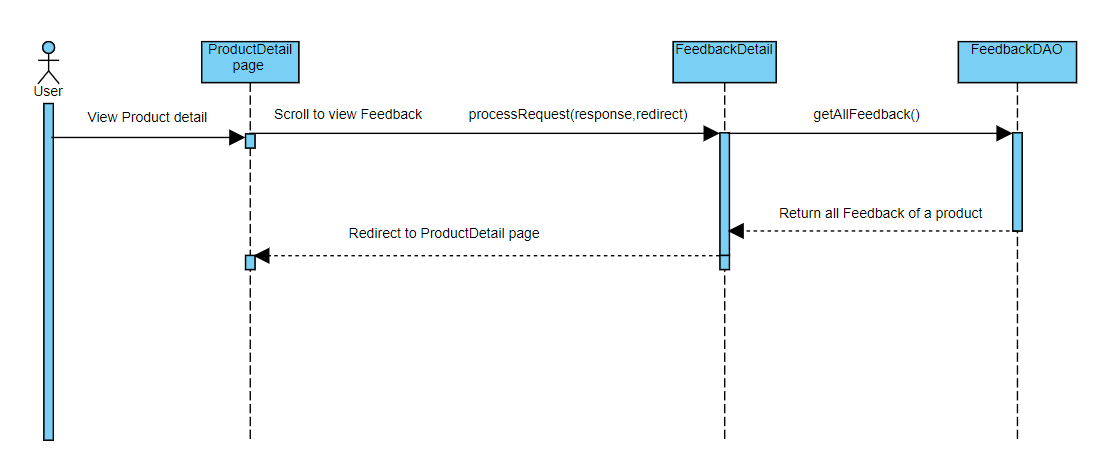 ProductDetail
page
FeedbackDetail
FeedbackDAO
User
View Product detail
Scroll to view Feedback
processRequest(response,redirect)
getAllFeedback()
Return all Feedback of a product
Redirect to ProductDetail page